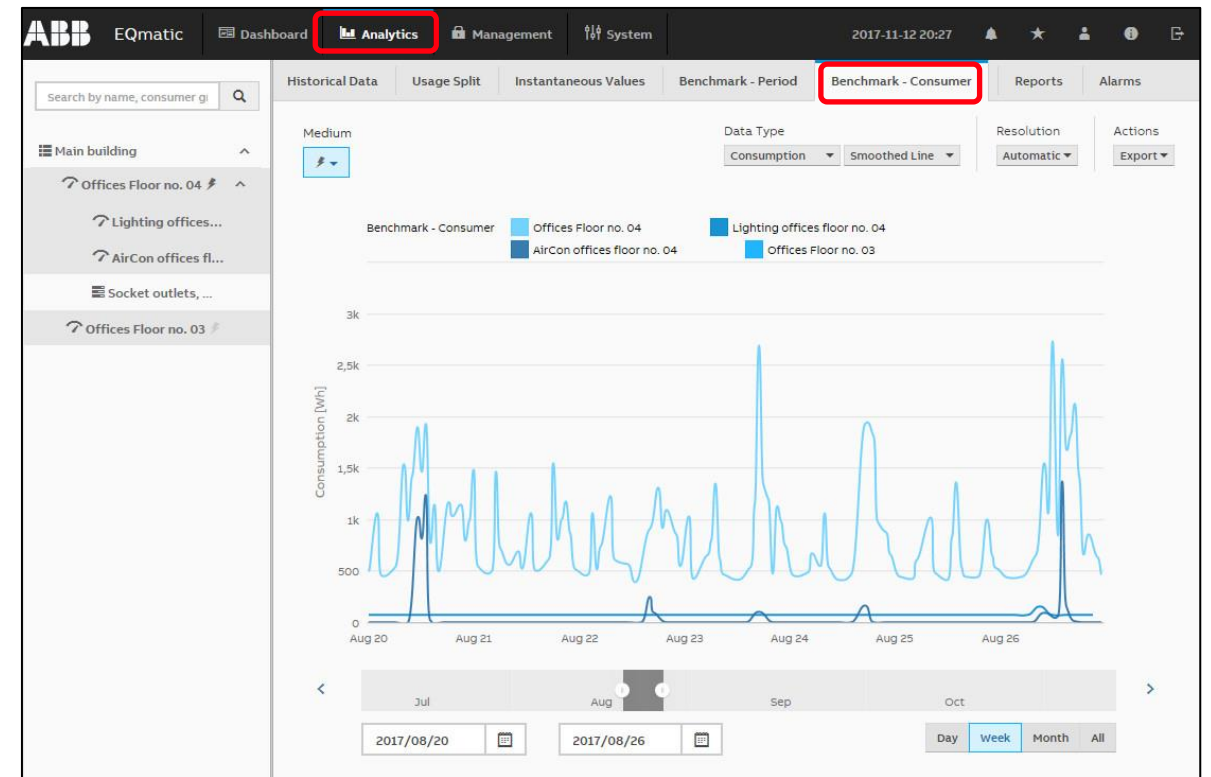 ABB EQmatic Dashboard Analytics Management System 2017-11-12 20:27
Historical Data Usage Split Instantaneous Values Benchmark - Period Benchmark - Consumer Reports Alarms
Search by name, consumer gr
Main building
Offices Floor no. 04
Lighting offices...
AirCon offices fl...
Socket outlets, ...
Offices Floor no. 03
Medium
Data Type Resolution Actions
Consumption Smoothed Line Automatic Export
Benchmark - Consumer Offices Floor no. 04 Lighting offices floor no. 04
AirCon offices floor no. 04 Offices Floor no. 03
Consumption [Wh]
3k
2,5k
2k
1,5k
1k
500
0
Aug 20 Aug 21 Aug 22 Aug 23 Aug 24 Aug 25 Aug 26
Jul Aug Sep Oct
2017/08/20 2017/08/26 Day Week Month All